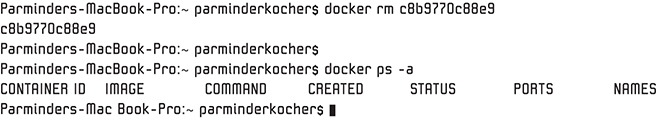 Parminders-MacBook-Pro:~ parminderkocher$ docker rm c8b9770c88e9
c8b9770c88e9
Parminders-MacBook-Pro:~ parminderkocher$
Parminders-MacBook-Pro:~ parminderkocher$ docker ps -a
CONTAINER ID IMAGE COMMAND CREATED STATUS PORTS NAMES
Parminders-Mac Book-Pro:~ parminderkocher$